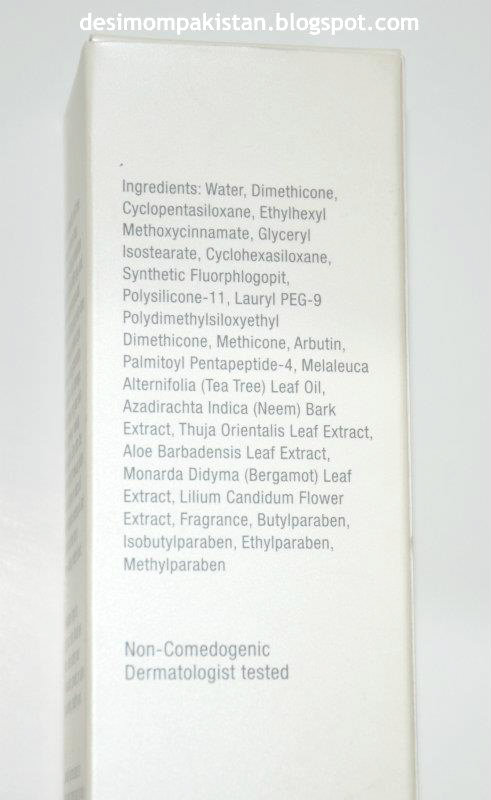 desimompakistan.blogspot.com
Ingredients: Water, Dimethicone,
Cyclopentasiloxane, Ethylhexyl
Methoxycinnamate, Glyceryl
Isostearate, Cyclohexasiloxane,
Synthetic Fluorphlogopit,
Polysilicone-11, Lauryl PEG-9
Polydimethylsiloxyethyl
Dimethicone, Methicone, Arbutin,
Palmitoyl Pentapeptide-4, Melaleuca
Alternifolia (Tea Tree) Leaf Oil,
Azadirachta Indica (Neem) Bark
Extract, Thuja Orientalis Leaf Extract,
Aloe Barbadensis Leaf Extract,
Monarda Didyma (Bergamot) Leaf
Extract, Lilium Candidum Flower
Extract, Fragrance, Butylparaben,
Isobutylparaben, Ethylparaben,
Methylparaben
Non-Comedogenic
Dermatologist tested